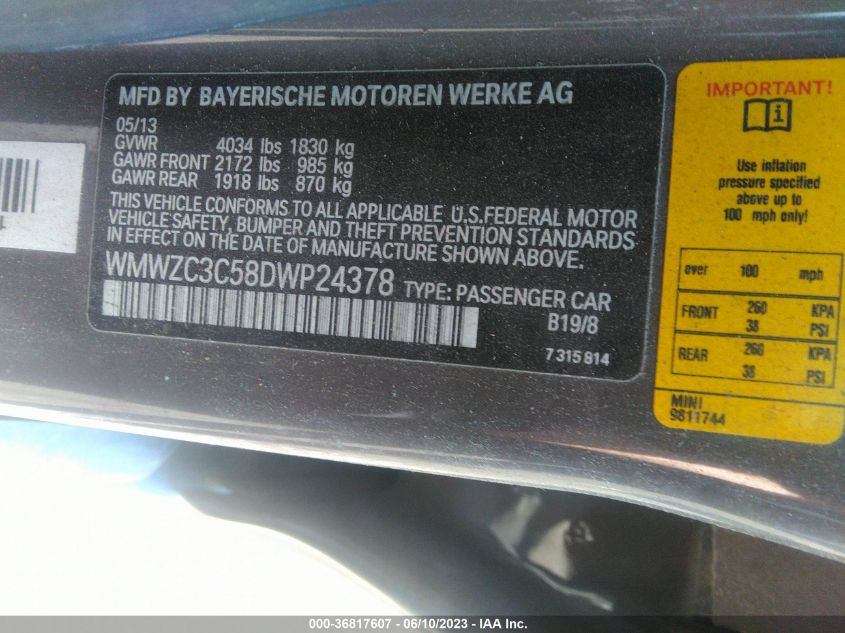 MFD BY BAYERISCHE MOTOREN WERKE AG
05/13
GVWR 4034 lbs 1830 kg
GAWR FRONT 2172 lbs 985 kg
GAWR REAR 1918 lbs 870 kg
THIS VEHICLE CONFORMS TO ALL APPLICABLE U.S.FEDERAL MOTOR
VEHICLE SAFETY, BUMPER AND THEFT PREVENTION STANDARDS
IN EFFECT ON THE DATE OF MANUFACTURE SHOWN ABOVE.
WMWZC3C58DWP24378 TYPE: PASSENGER CAR
B19/8
7315814
IMPORTANT!
Use inflation
pressure specified
above up to
100 mph only!
over 100 mph
FRONT 260 KPA
38 PSI
REAR 260 KPA
38 PSI
MINI
9811744
000-36817607 - 06/10/2023 - IAA Inc.